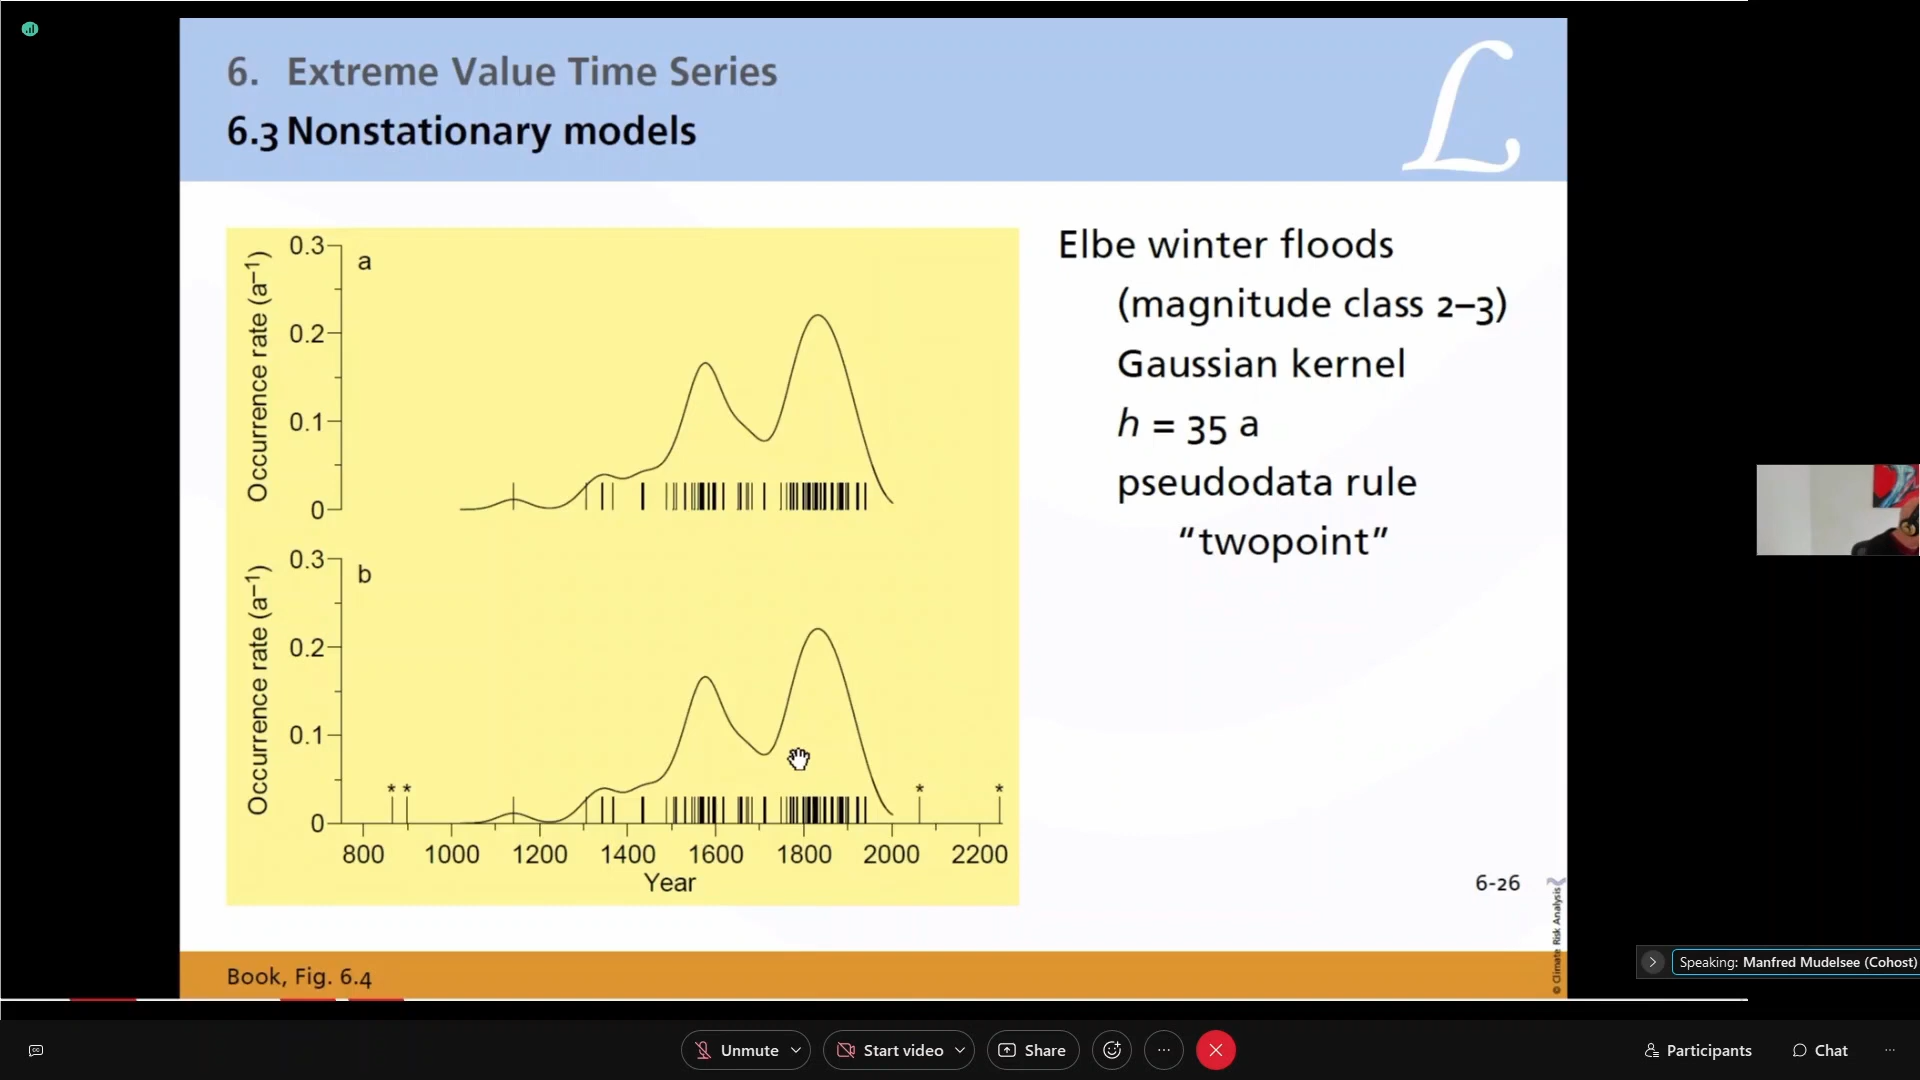 6. Extreme Value Time Series
6.3 Nonstationary models
L
Occurrence rate (a⁻¹)
0.3
0.2
0.1
0
a
Occurrence rate (a⁻¹)
0.3
0.2
0.1
0
b
* * * *
800 1000 1200 1400 1600 1800 2000 2200
Year
Elbe winter floods
(magnitude class 2–3)
Gaussian kernel
h = 35 a
pseudodata rule
“twopoint”
6-26
© Climate Risk Analysis
Book, Fig. 6.4
Speaking: Manfred Mudelsee (Cohost)
Unmute
Start video
Share
Participants
Chat